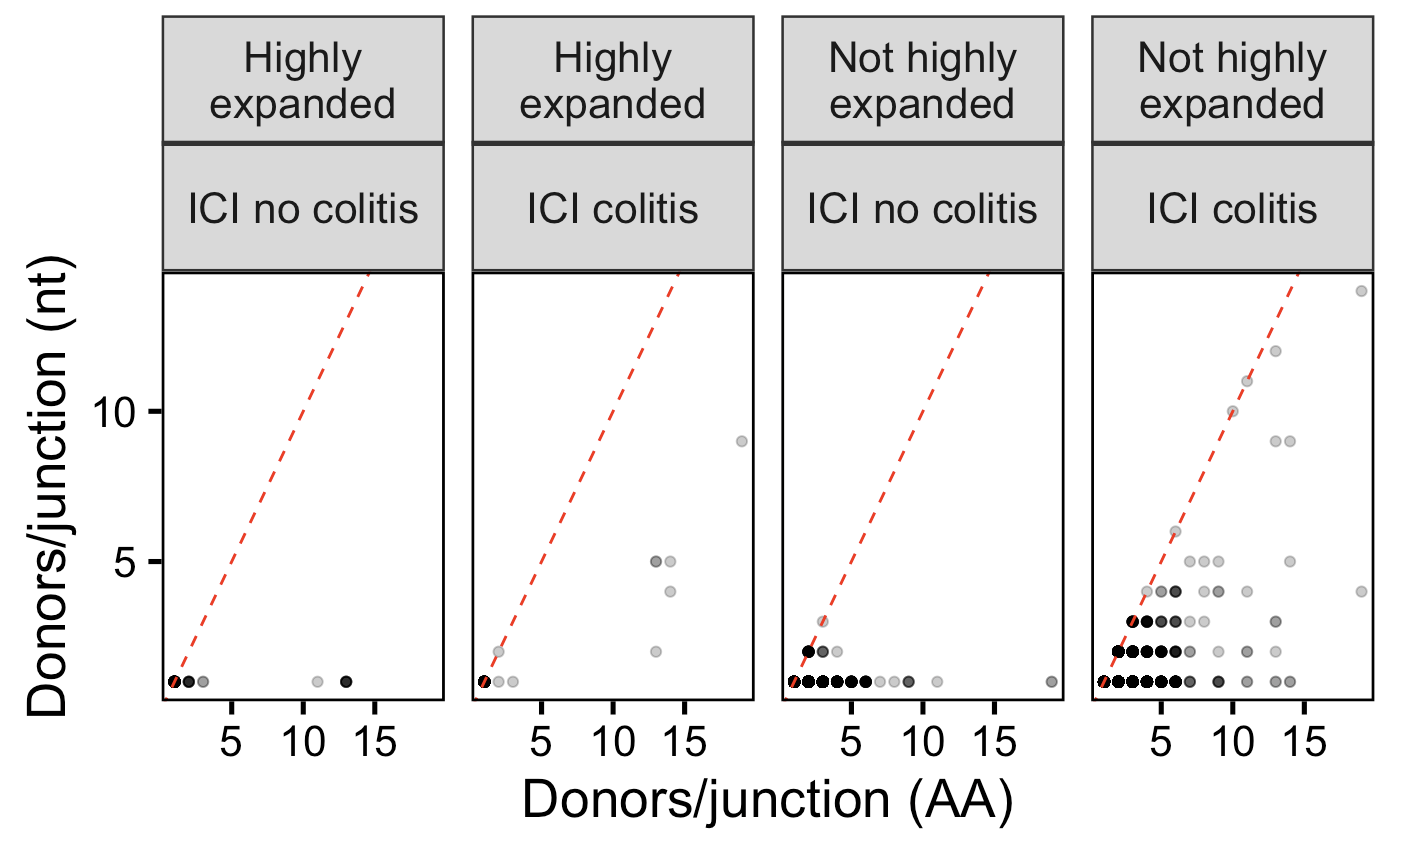 Highly
expanded
Highly
expanded
Not highly
expanded
Not highly
expanded
ICI no colitis
ICI colitis
ICI no colitis
ICI colitis
Donors/junction (nt)
10
5
5 10 15
5 10 15
5 10 15
5 10 15
Donors/junction (AA)